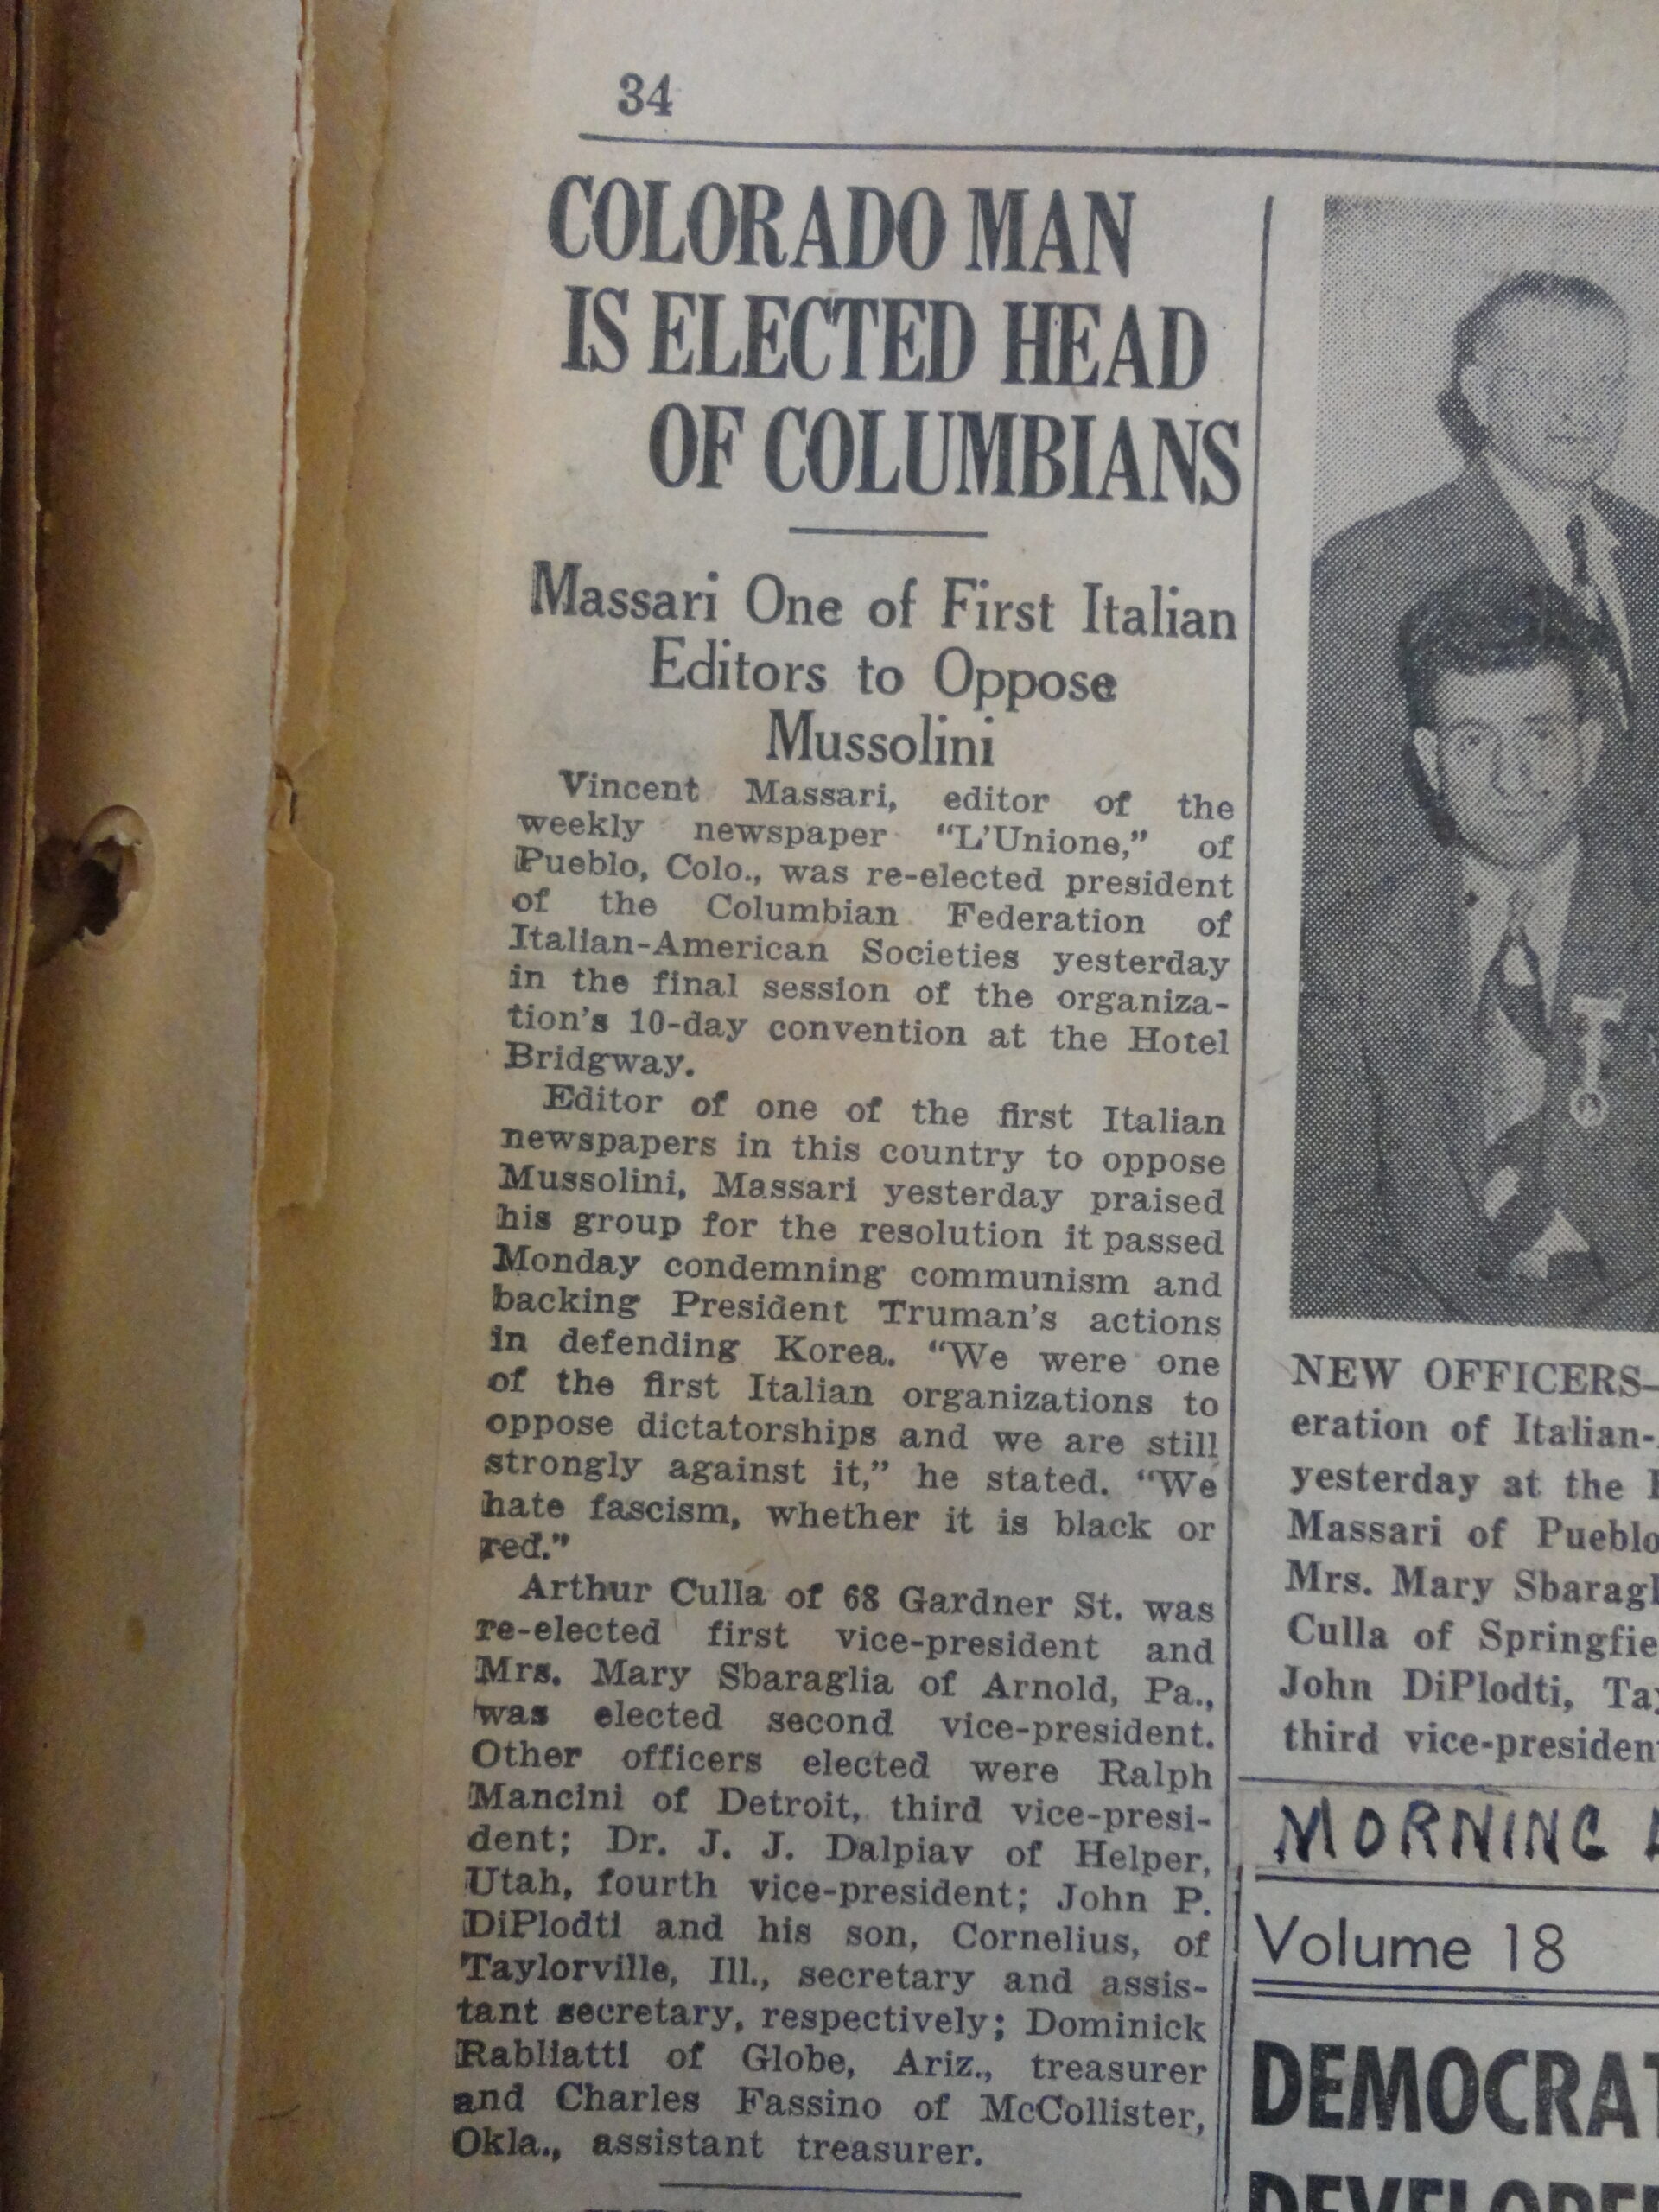 34
COLORADO MAN
IS ELECTED HEAD
OF COLUMBIANS
Massari One of First Italian
Editors to Oppose
Mussolini
Vincent Massari, editor of the
weekly newspaper "L'Unione," of
Pueblo, Colo., was re-elected president
of the Columbian Federation of
Italian-American Societies yesterday
in the final session of the organiza-
tion's 10-day convention at the Hotel
Bridgway.
Editor of one of the first Italian
newspapers in this country to oppose
Mussolini, Massari yesterday praised
his group for the resolution it passed
Monday condemning communism and
backing President Truman's actions
in defending Korea. "We were one
of the first Italian organizations to
oppose dictatorships and we are still
strongly against it," he stated. "We
hate fascism, whether it is black or
red."
Arthur Culla of 68 Gardner St. was
re-elected first vice-president and
Mrs. Mary Sbaraglia of Arnold, Pa.,
was elected second vice-president.
Other officers elected were Ralph
Mancini of Detroit, third vice-presi-
dent; Dr. J. J. Dalpiav of Helper,
Utah, fourth vice-president; John P.
DiPlodti and his son, Cornelius, of
Taylorville, Ill., secretary and assis-
tant secretary, respectively; Dominick
Rabliatti of Globe, Ariz., treasurer
and Charles Fassino of McCollister,
Okla., assistant treasurer.
NEW OFFICERS—
eration of Italian-
yesterday at the
Massari of Pueblo
Mrs. Mary Sbaragl
Culla of Springfie
John DiPlodti, Ta
third vice-presiden
MORNING
Volume 18
DEMOCRAT
DEVELOPE